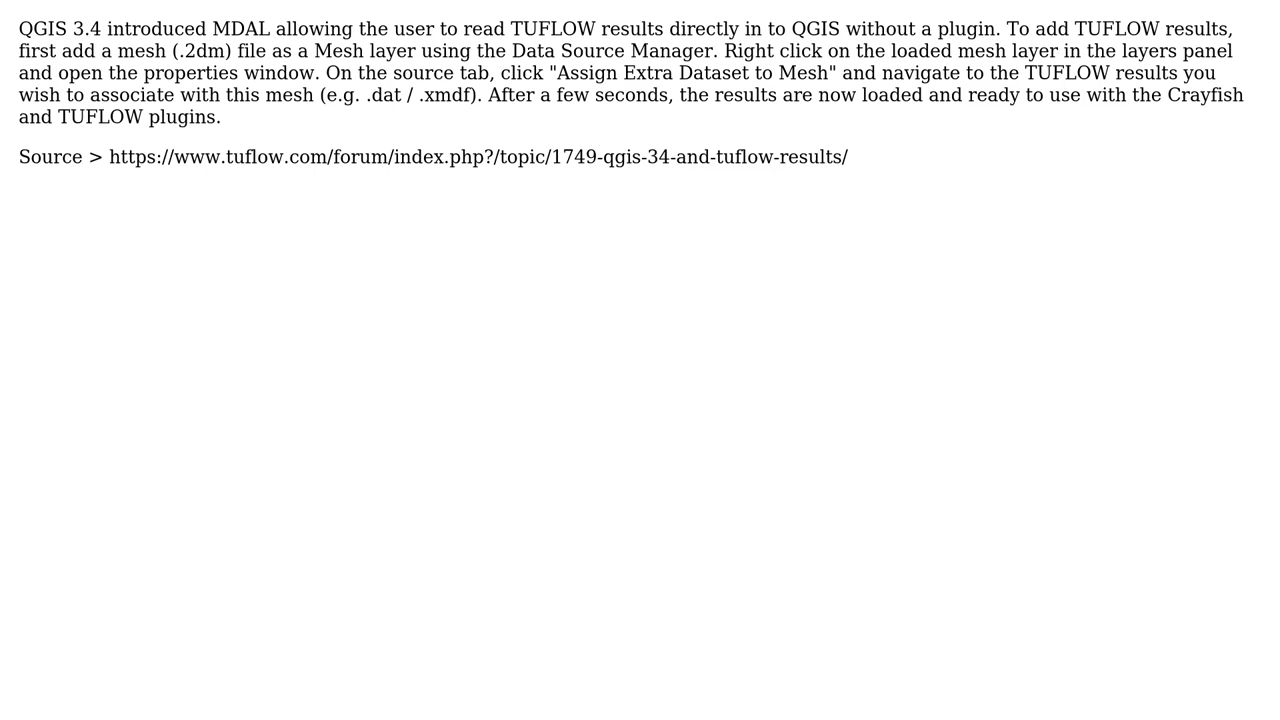 QGIS 3.4 introduced MDAL allowing the user to read TUFLOW results directly in to QGIS without a plugin. To add TUFLOW results,
first add a mesh (.2dm) file as a Mesh layer using the Data Source Manager. Right click on the loaded mesh layer in the layers panel
and open the properties window. On the source tab, click "Assign Extra Dataset to Mesh" and navigate to the TUFLOW results you
wish to associate with this mesh (e.g. .dat / .xmdf). After a few seconds, the results are now loaded and ready to use with the Crayfish
and TUFLOW plugins.
Source > https://www.tuflow.com/forum/index.php?/topic/1749-qgis-34-and-tuflow-results/